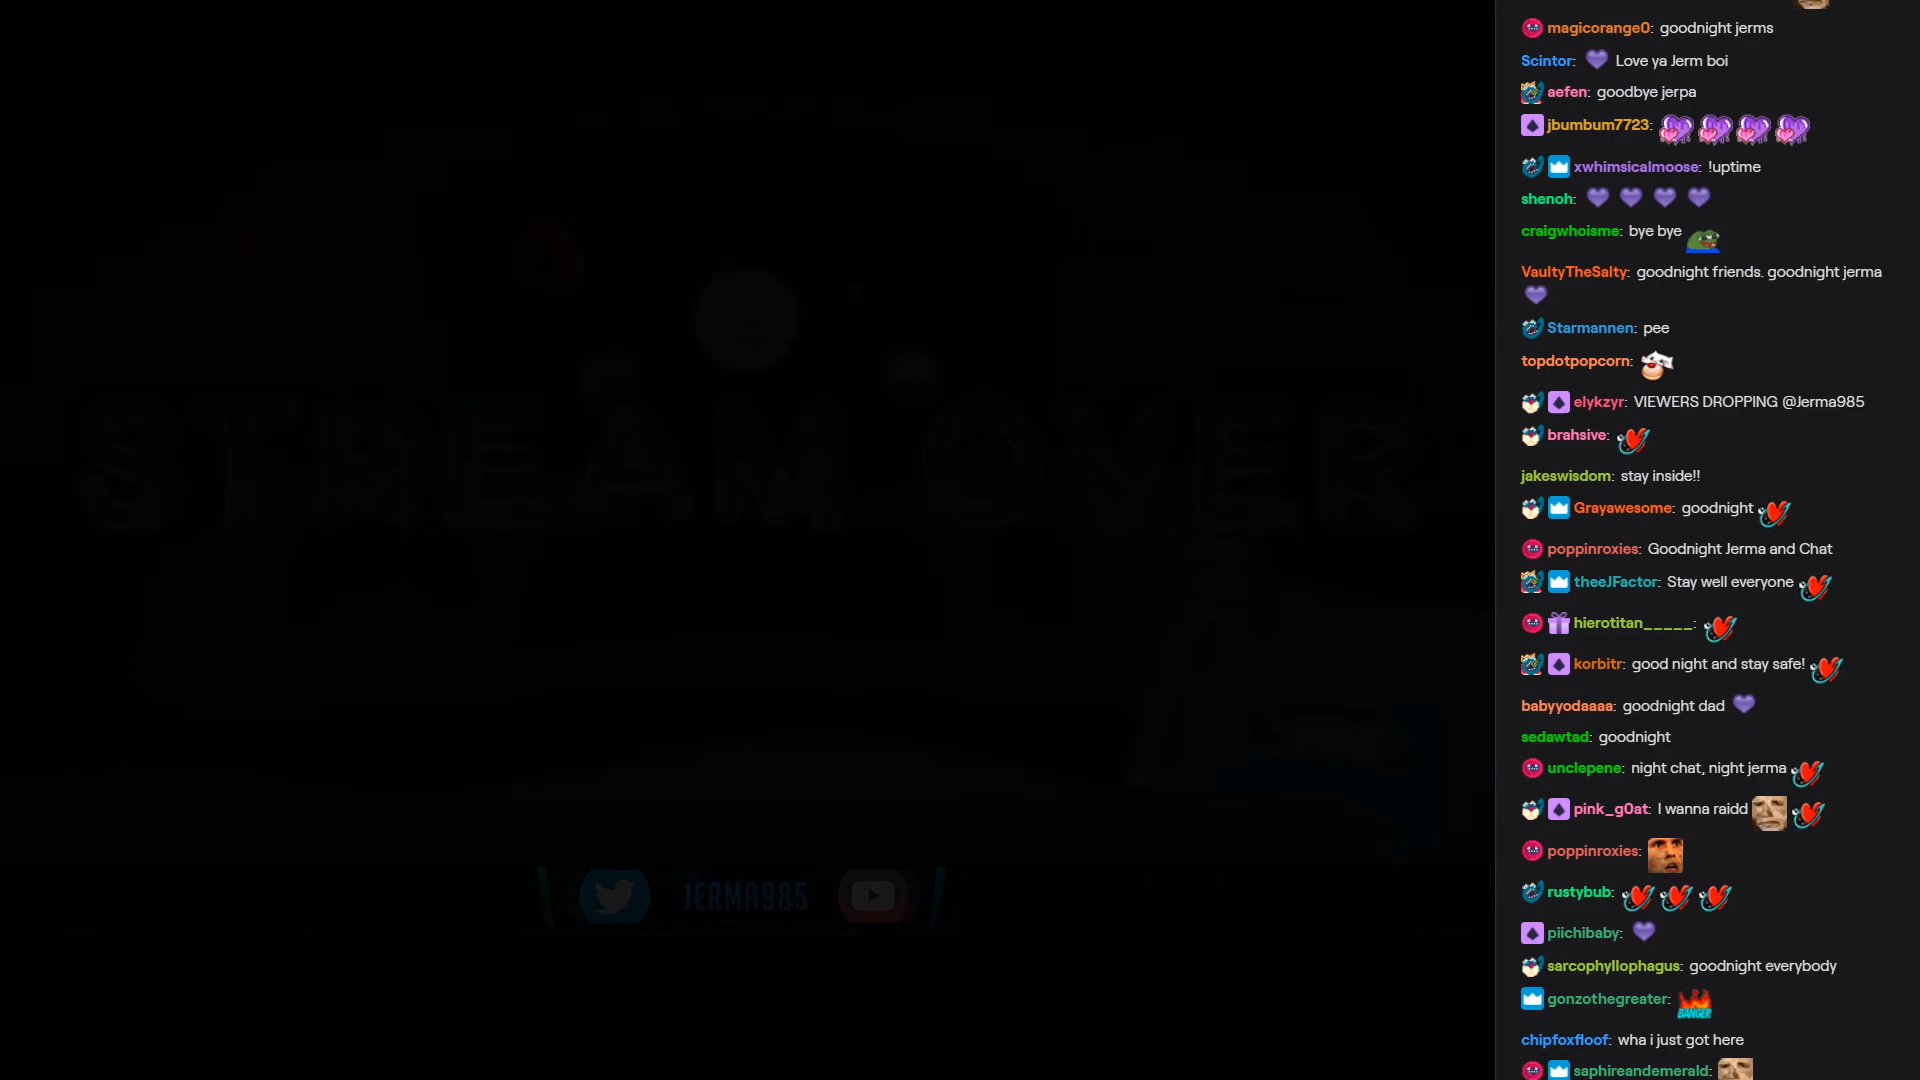 magicorange0: goodnight jerms
Scintor: Love ya Jerm boi
aefen: goodbye jerpa
jbumbum7723:
xwhimsicalmoose: !uptime
shenoh:
craigwhoisme: bye bye
VaultyTheSalty: goodnight friends. goodnight jerma
Starmannen: pee
topdotpopcorn:
elykzyr: VIEWERS DROPPING @Jerma985
brahsive:
jakeswisdom: stay inside!!
Grayawesome: goodnight
poppinroxies: Goodnight Jerma and Chat
theeJFactor: Stay well everyone
hierotitan_____:
korbitr: good night and stay safe!
babyyodaaaa: goodnight dad
sedawtad: goodnight
unclepene: night chat, night jerma
pink_g0at: I wanna raidd
poppinroxies:
rustybub:
piichibaby:
sarcophyllophagus: goodnight everybody
gonzothegreater: BANGER
chipfoxfloof: wha i just got here
saphireandemerald:
STREAM OVER
JERMA985